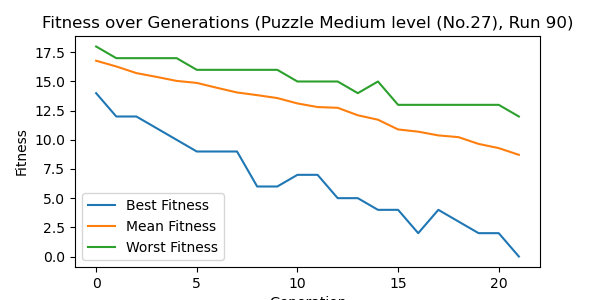 Fitness over Generations (Puzzle Medium level (No.27), Run 90)
17.5
15.0
12.5
10.0
7.5
5.0
2.5
0.0
Fitness
Best Fitness
Mean Fitness
Worst Fitness
0 5 10 15 20
Generation